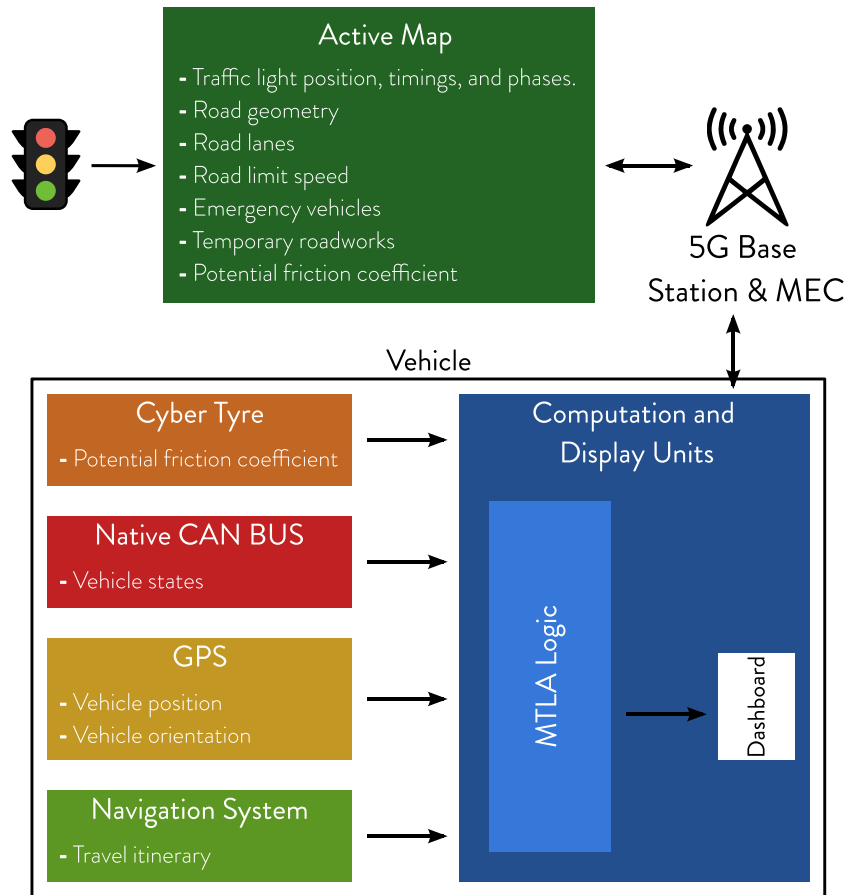 Active Map
- Traffic light position, timings, and phases.
- Road geometry
- Road lanes
- Road limit speed
- Emergency vehicles
- Temporary roadworks
- Potential friction coefficient
5G Base
Station & MEC
Vehicle
Cyber Tyre
- Potential friction coefficient
Native CAN BUS
- Vehicle states
GPS
- Vehicle position
- Vehicle orientation
Navigation System
- Travel itinerary
Computation and
Display Units
MTLA Logic
Dashboard